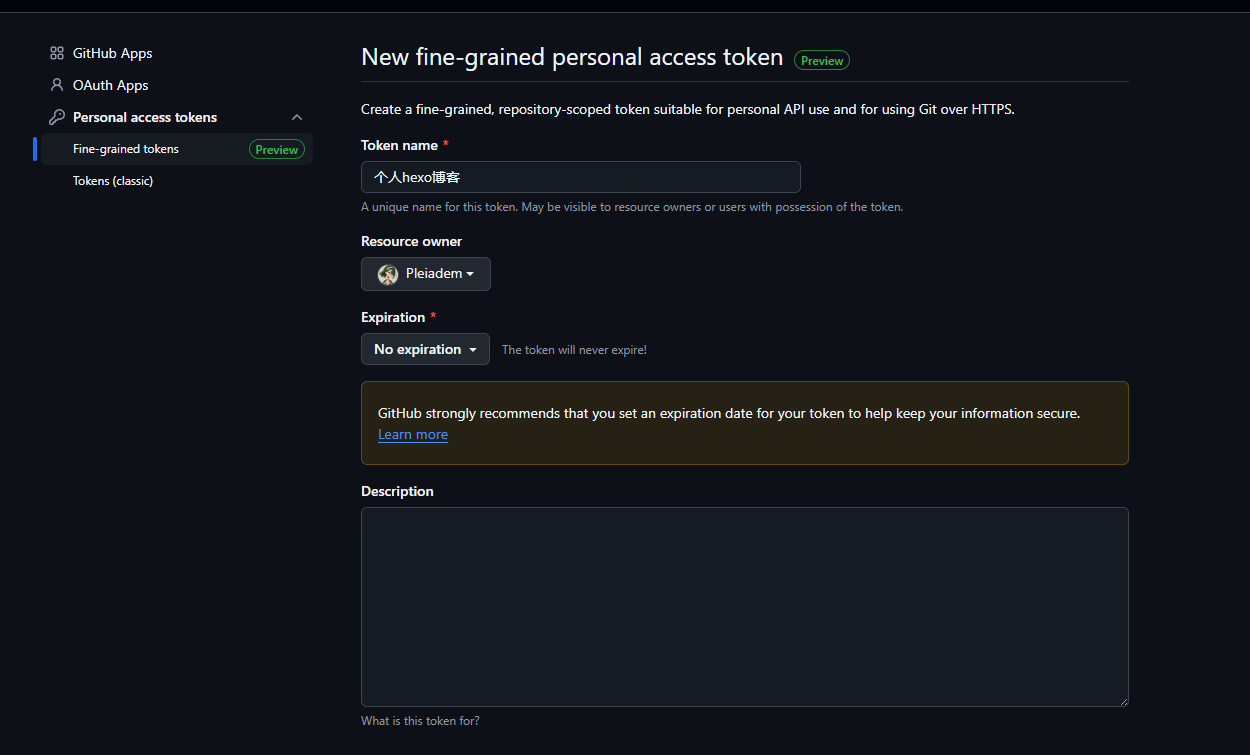 GitHub Apps
OAuth Apps
Personal access tokens
Fine-grained tokens Preview
Tokens (classic)
New fine-grained personal access token Preview
Create a fine-grained, repository-scoped token suitable for personal API use and for using Git over HTTPS.
Token name *
个人hexo博客
A unique name for this token. May be visible to resource owners or users with possession of the token.
Resource owner
Pleiadem
Expiration *
No expiration The token will never expire!
GitHub strongly recommends that you set an expiration date for your token to help keep your information secure.
Learn more
Description
What is this token for?